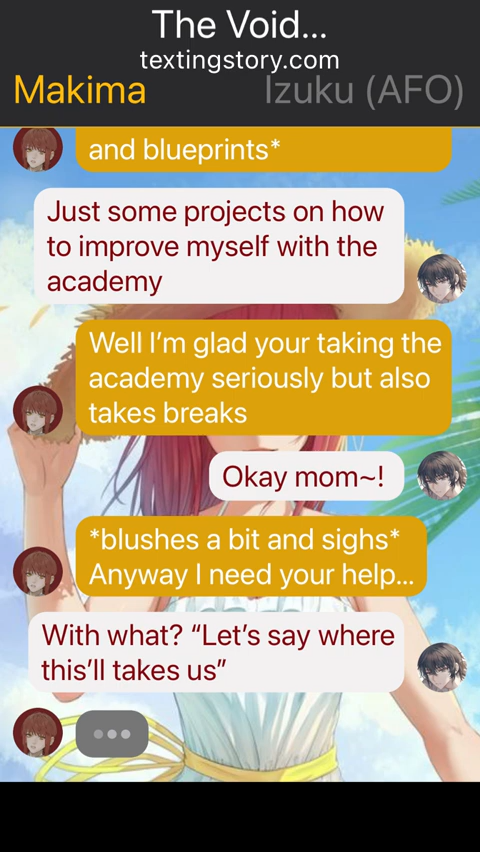 The Void...
textingstory.com
Makima
Izuku (AFO)
and blueprints*
Just some projects on how
to improve myself with the
academy
Well I'm glad your taking the
academy seriously but also
takes breaks
Okay mom~!
*blushes a bit and sighs*
Anyway I need your help...
With what? “Let's say where
this'll takes us”